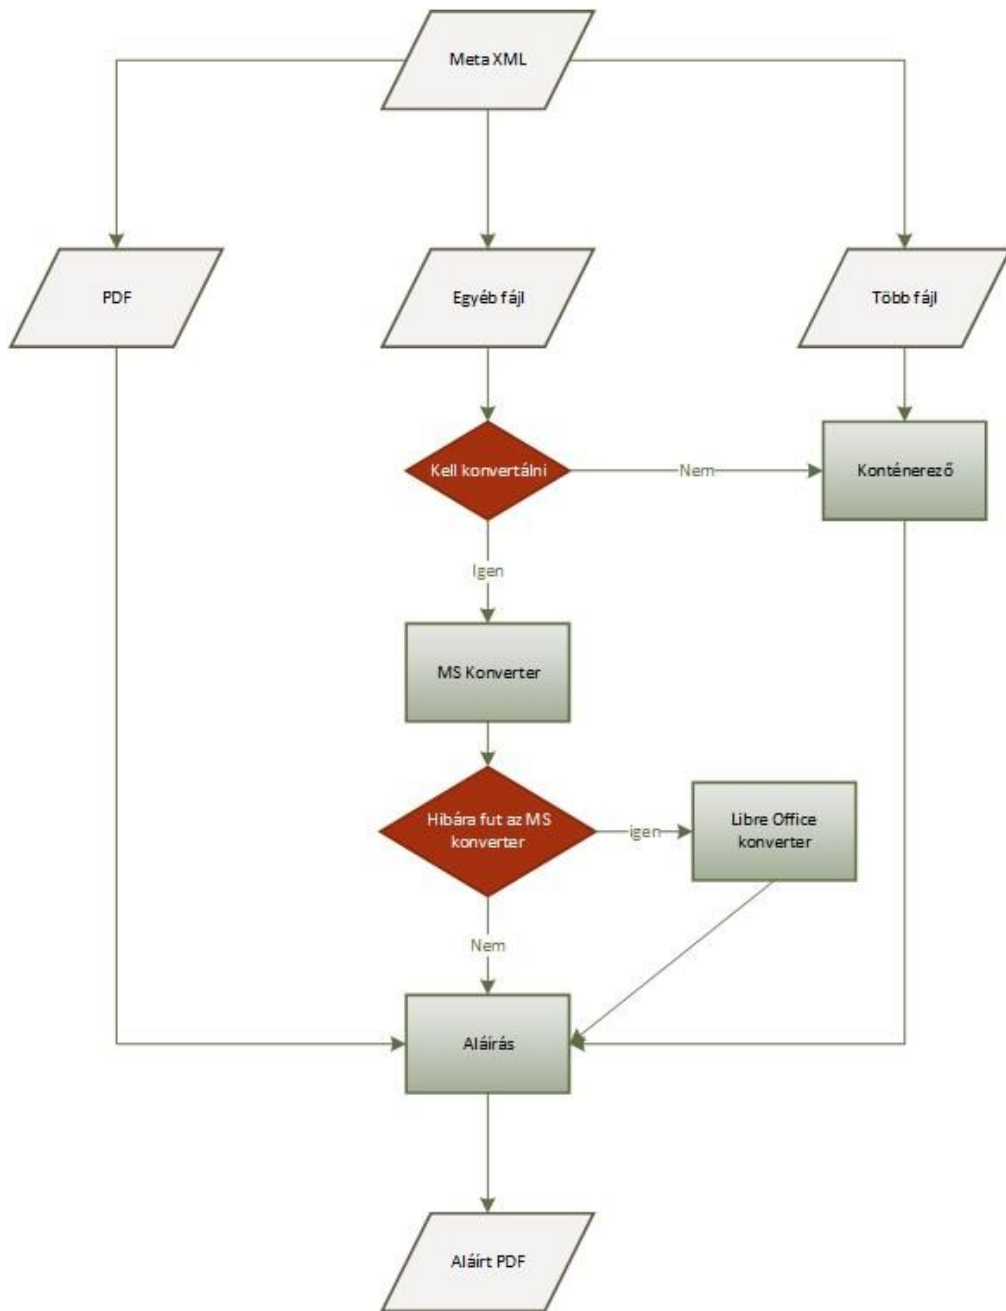 Meta XML
PDF
Egyéb fájl
Több fájl
Kell konvertálni
Nem
Konténerező
Igen
MS Konverter
Hibára fut az MS
konverter
igen
Libre Office
konverter
Nem
Aláírás
Aláírt PDF